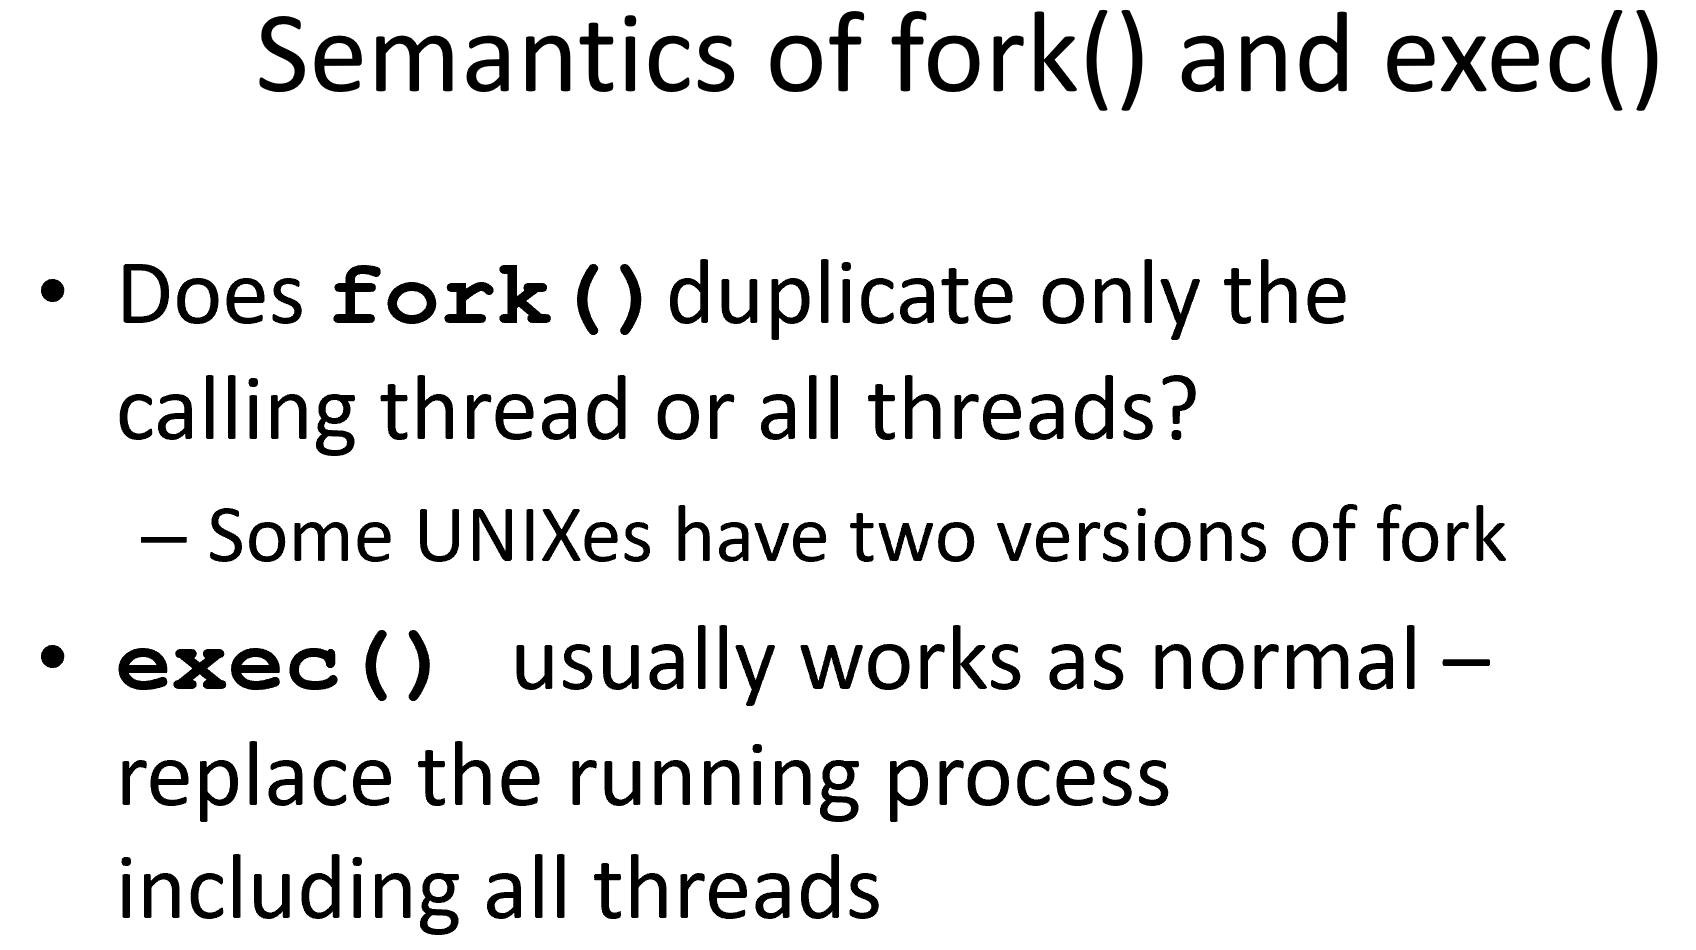 Semantics of fork() and exec()
• Does fork() duplicate only the
calling thread or all threads?
– Some UNIXes have two versions of fork
• exec() usually works as normal –
replace the running process
including all threads